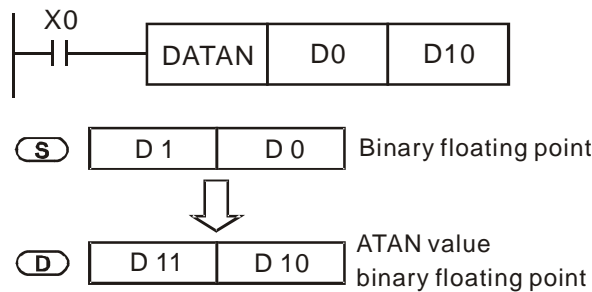 X0
DATAN D0 D10
S D 1 D 0 Binary floating point
ATAN value
D D 11 D 10
binary floating point